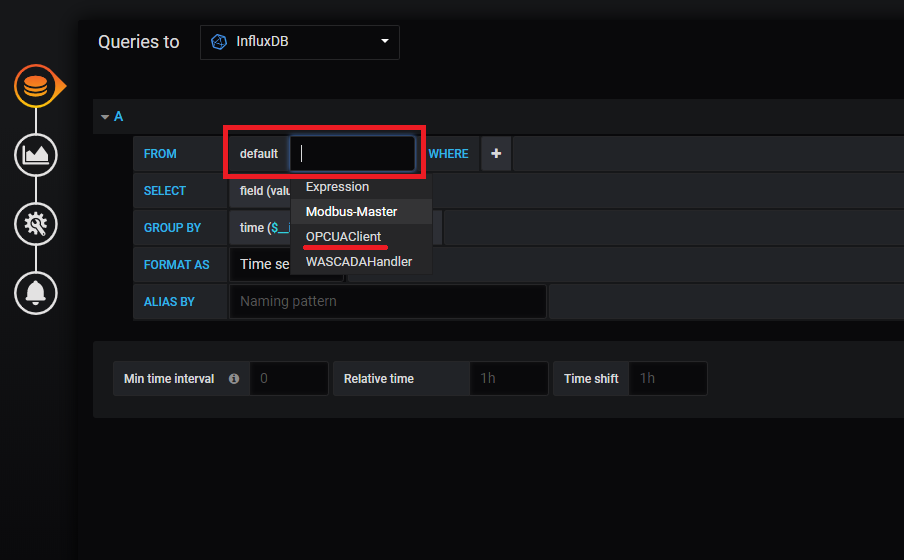 Queries to InfluxDB
A
FROM default WHERE +
Expression
SELECT field (valu
Modbus-Master
GROUP BY time ($__i
OPCUAClient
FORMAT AS Time se
WASCADAHandler
ALIAS BY Naming pattern
Min time interval 0 Relative time 1h Time shift 1h